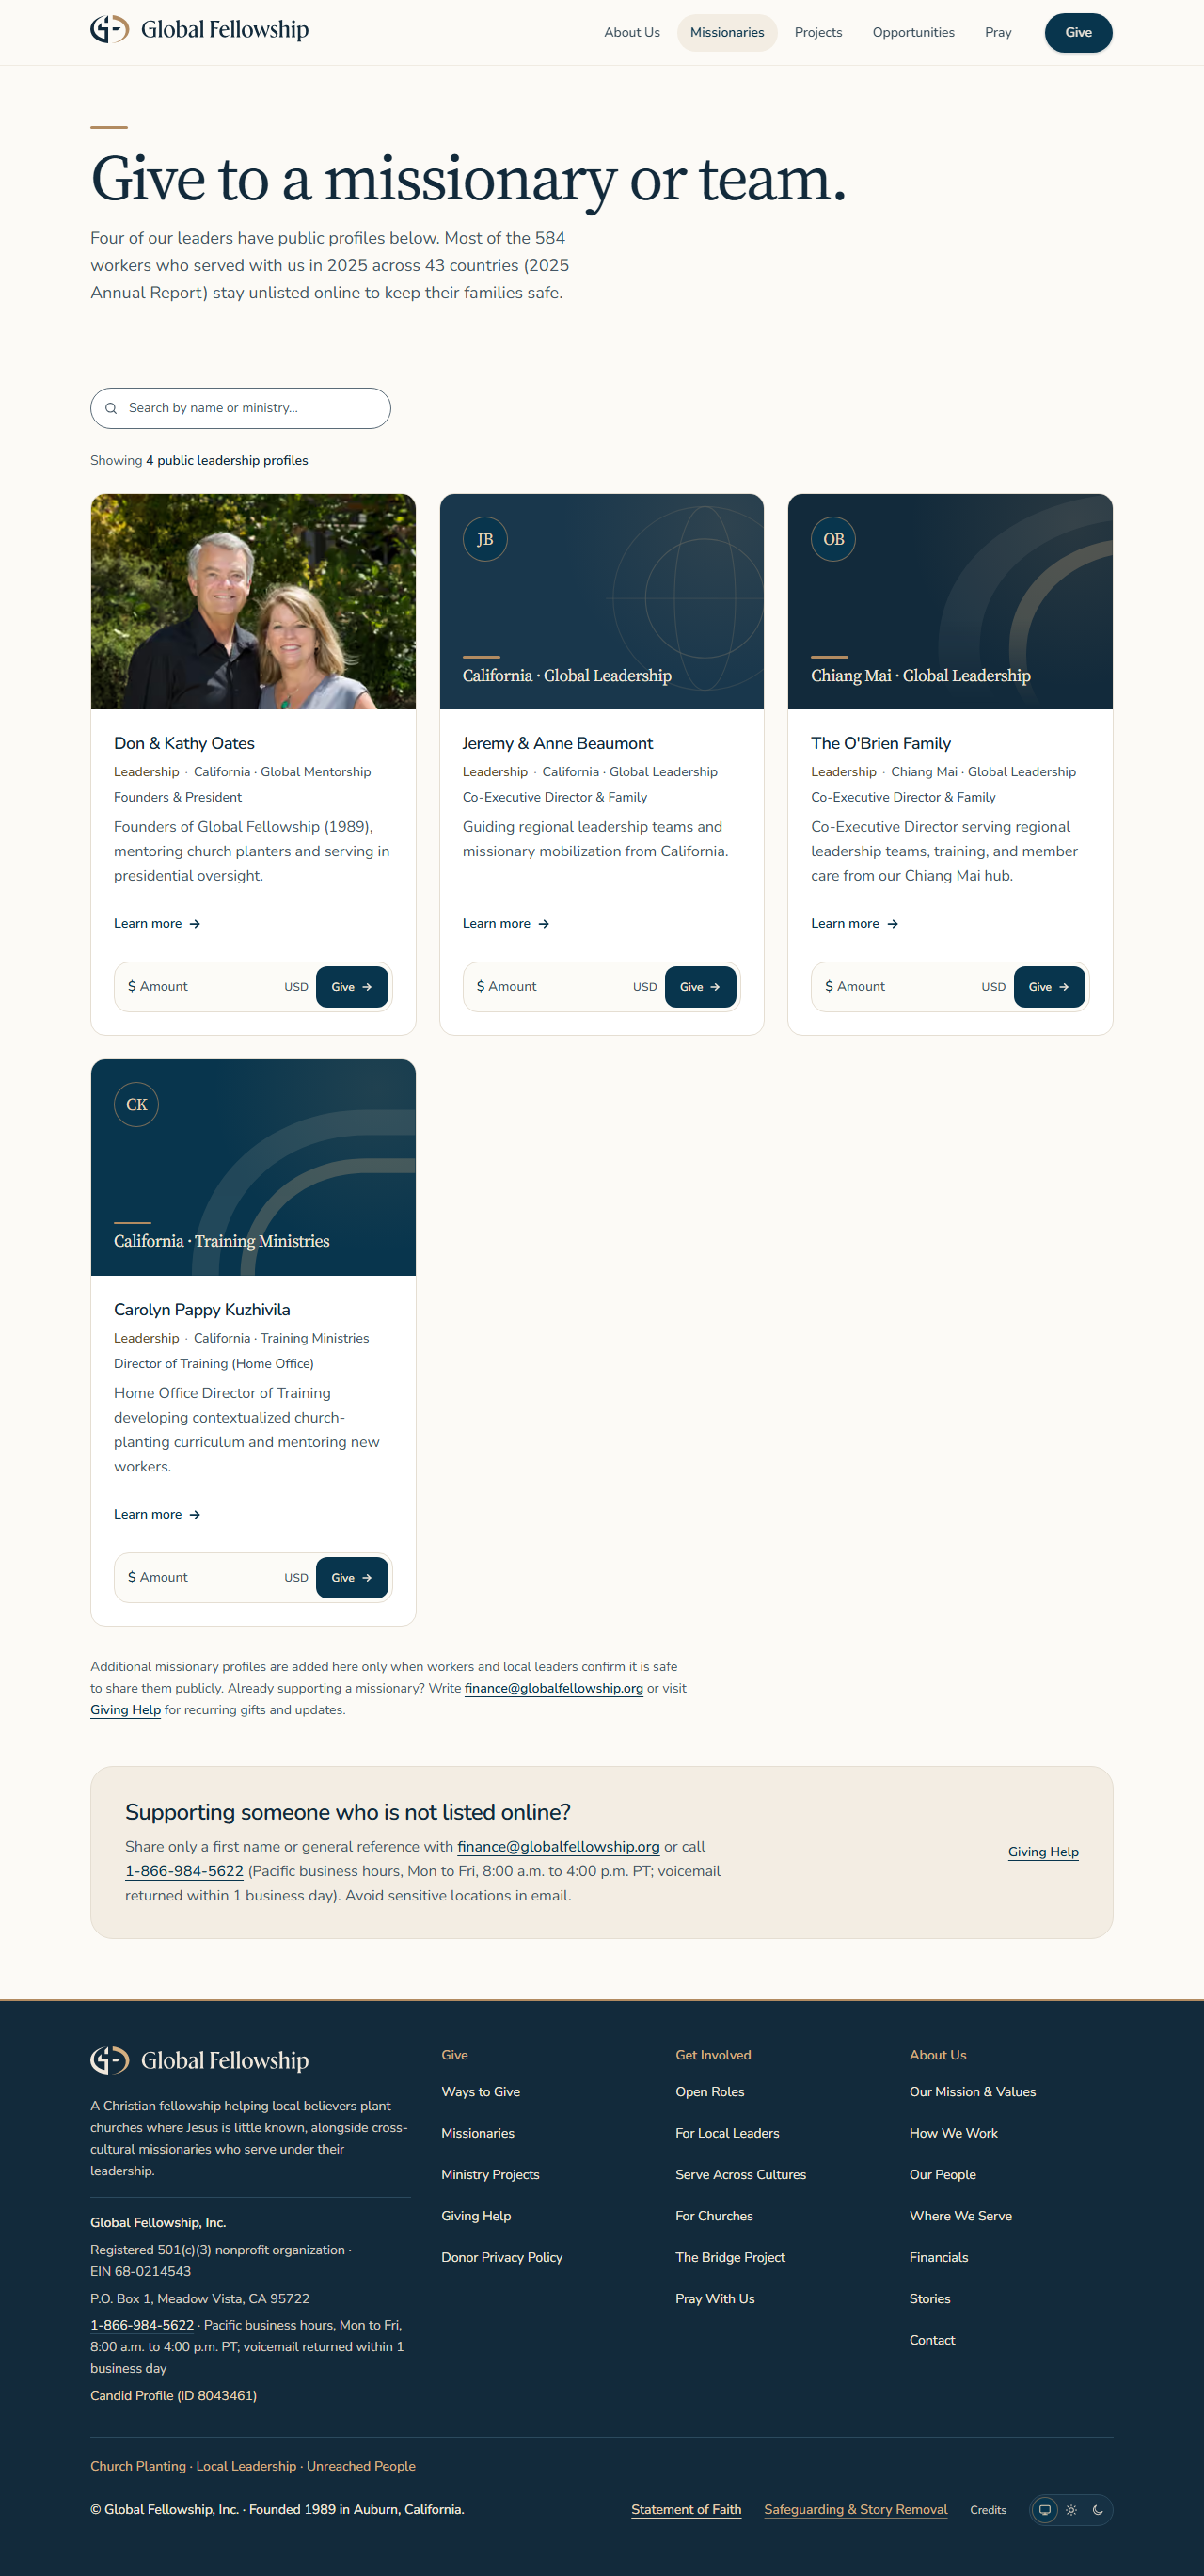 Global Fellowship
About Us
Missionaries
Projects
Opportunities
Pray
Give
Give to a missionary or team.
Four of our leaders have public profiles below. Most of the 584
workers who served with us in 2025 across 43 countries (2025
Annual Report) stay unlisted online to keep their families safe.
Search by name or ministry...
Showing 4 public leadership profiles
Don & Kathy Oates
Leadership · California · Global Mentorship
Founders & President
Founders of Global Fellowship (1989),
mentoring church planters and serving in
presidential oversight.
Learn more →
$ Amount USD Give →
JB
California · Global Leadership
Jeremy & Anne Beaumont
Leadership · California · Global Leadership
Co-Executive Director & Family
Guiding regional leadership teams and
missionary mobilization from California.
Learn more →
$ Amount USD Give →
OB
Chiang Mai · Global Leadership
The O'Brien Family
Leadership · Chiang Mai · Global Leadership
Co-Executive Director & Family
Co-Executive Director serving regional
leadership teams, training, and member
care from our Chiang Mai hub.
Learn more →
$ Amount USD Give →
CK
California · Training Ministries
Carolyn Pappy Kuzhivila
Leadership · California · Training Ministries
Director of Training (Home Office)
Home Office Director of Training
developing contextualized church-
planting curriculum and mentoring new
workers.
Learn more →
$ Amount USD Give →
Additional missionary profiles are added here only when workers and local leaders confirm it is safe
to share them publicly. Already supporting a missionary? Write finance@globalfellowship.org or visit
Giving Help for recurring gifts and updates.
Supporting someone who is not listed online?
Share only a first name or general reference with finance@globalfellowship.org or call
1-866-984-5622 (Pacific business hours, Mon to Fri, 8:00 a.m. to 4:00 p.m. PT; voicemail
returned within 1 business day). Avoid sensitive locations in email.
Giving Help
Global Fellowship
A Christian fellowship helping local believers plant
churches where Jesus is little known, alongside cross-
cultural missionaries who serve under their
leadership.
Global Fellowship, Inc.
Registered 501(c)(3) nonprofit organization ·
EIN 68-0214543
P.O. Box 1, Meadow Vista, CA 95722
1-866-984-5622 · Pacific business hours, Mon to Fri,
8:00 a.m. to 4:00 p.m. PT; voicemail returned within 1
business day
Candid Profile (ID 8043461)
Give
Ways to Give
Missionaries
Ministry Projects
Giving Help
Donor Privacy Policy
Get Involved
Open Roles
For Local Leaders
Serve Across Cultures
For Churches
The Bridge Project
Pray With Us
About Us
Our Mission & Values
How We Work
Our People
Where We Serve
Financials
Stories
Contact
Church Planting · Local Leadership · Unreached People
© Global Fellowship, Inc. · Founded 1989 in Auburn, California.
Statement of Faith
Safeguarding & Story Removal
Credits